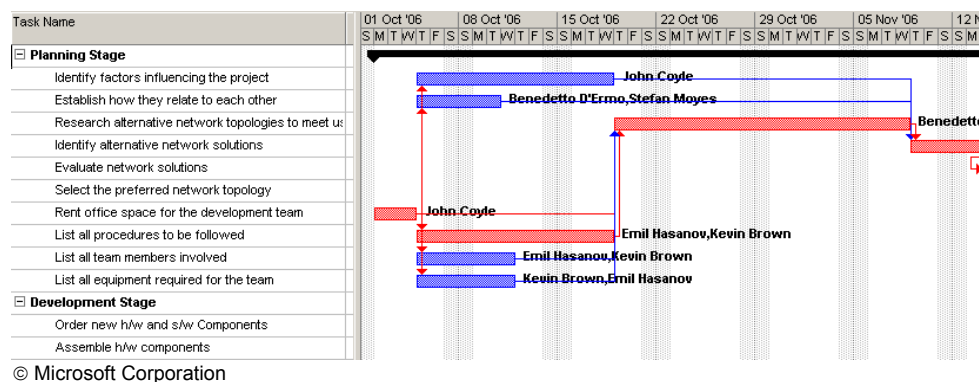 Task Name
01 Oct '06 08 Oct '06 15 Oct '06 22 Oct '06 29 Oct '06 05 Nov '06 12 N
S M T W T F S S M T W T F S S M T W T F S S M T W T F S S M T W T F S S M T W T F S S M
Planning Stage
Identify factors influencing the project John Coyle
Establish how they relate to each other Benedetto D'Ermo,Stefan Moyes
Research alternative network topologies to meet us Benedetto
Identify alternative network solutions
Evaluate network solutions
Select the preferred network topology
Rent office space for the development team John Coyle
List all procedures to be followed Emil Hasanov,Kevin Brown
List all team members involved Emil Hasanov,Kevin Brown
List all equipment required for the team Kevin Brown,Emil Hasanov
Development Stage
Order new h/w and s/w Components
Assemble h/w components
© Microsoft Corporation